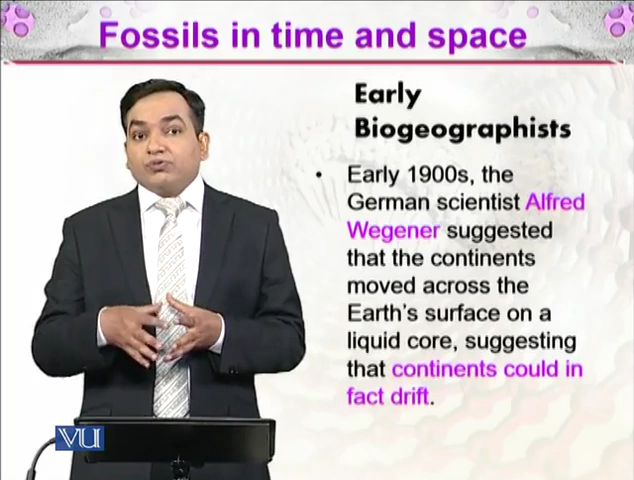 Fossils in time and space
Early
Biogeographists
• Early 1900s, the
German scientist Alfred
Wegener suggested
that the continents
moved across the
Earth's surface on a
liquid core, suggesting
that continents could in
fact drift.
VU